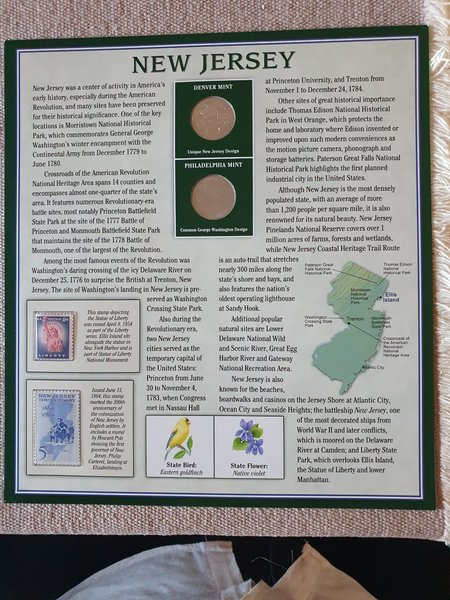 NEW JERSEY
New Jersey was a center of activity in America's
early history, especially during the American
Revolution, and many sites have been preserved
for their historical significance. One of the key
locations is Morristown National Historical
Park, which commemorates General George
Washington's winter encampment with the
Continental Army from December 1779 to
June 1780.
Crossroads of the American Revolution
National Heritage Area spans 14 counties and
encompasses almost one-quarter of the state's
area. It features numerous Revolutionary-era
battle sites, most notably Princeton Battlefield
State Park at the site of the 1777 Battle of
Princeton and Monmouth Battlefield State Park
that maintains the site of the 1778 Battle of
Monmouth, one of the largest of the Revolution.
Among the most famous events of the Revolution was
Washington's daring crossing of the icy Delaware River on
December 25, 1776 to surprise the British at Trenton, New
Jersey. The site of Washington's landing in New Jersey is pre-
served as Washington
Crossing State Park.
Also during the
Revolutionary era,
two New Jersey
cities served as the
temporary capital of
the United States:
Princeton from June
30 to November 4,
1783, when Congress
met in Nassau Hall
DENVER MINT
Unique New Jersey Design
PHILADELPHIA MINT
Common George Washington Design
at Princeton University, and Trenton from
November 1 to December 24, 1784.
Other sites of great historical importance
include Thomas Edison National Historical
Park in West Orange, which protects the
home and laboratory where Edison invented or
improved upon such modern conveniences as
the motion picture camera, phonograph and
storage batteries. Paterson Great Falls National
Historical Park highlights the first planned
industrial city in the United States.
Although New Jersey is the most densely
populated state, with an average of more
than 1,200 people per square mile, it is also
renowned for its natural beauty. New Jersey
Pinelands National Reserve covers over 1
million acres of farms, forests and wetlands,
while New Jersey Coastal Heritage Trail Route
is an auto-trail that stretches
nearly 300 miles along the
state's shore and bays, and
also features the nation's
oldest operating lighthouse
at Sandy Hook.
Additional popular
natural sites are Lower
Delaware National Wild
and Scenic River, Great Egg
Harbor River and Gateway
National Recreation Area.
New Jersey is also
known for the beaches,
boardwalks and casinos on the Jersey Shore at Atlantic City,
Ocean City and Seaside Heights; the battleship New Jersey, one
of the most decorated ships from
World War II and later conflicts,
which is moored on the Delaware
River at Camden; and Liberty State
Park, which overlooks Ellis Island,
the Statue of Liberty and lower
Manhattan.
Paterson Great
Falls National
Historical Park
Thomas Edison
National Historical
Park
Morristown
National
Historical
Park
Ellis
Island
Washington Crossing
State Park
Trenton
Monmouth
Battlefield
State Park
Crossroads of
the American
Revolution
National
Heritage Area
Atlantic City
LIBERTY
This stamp depicting
the Statue of Liberty
was issued April 9, 1954
as part of the Liberty
series. Ellis Island sits
alongside the statue in
New York Harbor and is
part of Statue of Liberty
National Monument.
NEW JERSEY
1664
1964
5
Issued June 15,
1964, this stamp
marked the 300th
anniversary of
the colonization
of New Jersey by
English settlers. It
includes a mural
by Howard Pyle
showing the first
governor of New
Jersey, Philip
Carteret, landing at
Elizabethtown.
State Bird:
Eastern goldfinch
State Flower:
Native violet